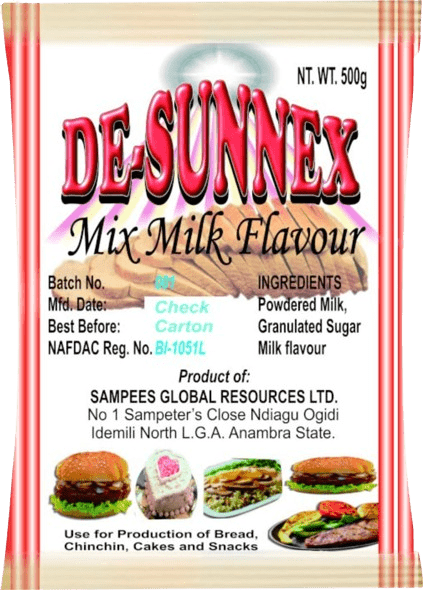 NT. WT. 500g
DE-SUNNEX
Mix Milk Flavour
Batch No. 001
Mfd. Date: Check
Best Before: Carton
NAFDAC Reg. No. BI-1051L
INGREDIENTS
Powdered Milk,
Granulated Sugar
Milk flavour
Product of:
SAMPEES GLOBAL RESOURCES LTD.
No 1 Sampeter's Close Ndiagu Ogidi
Idemili North L.G.A. Anambra State.
Use for Production of Bread,
Chinchin, Cakes and Snacks